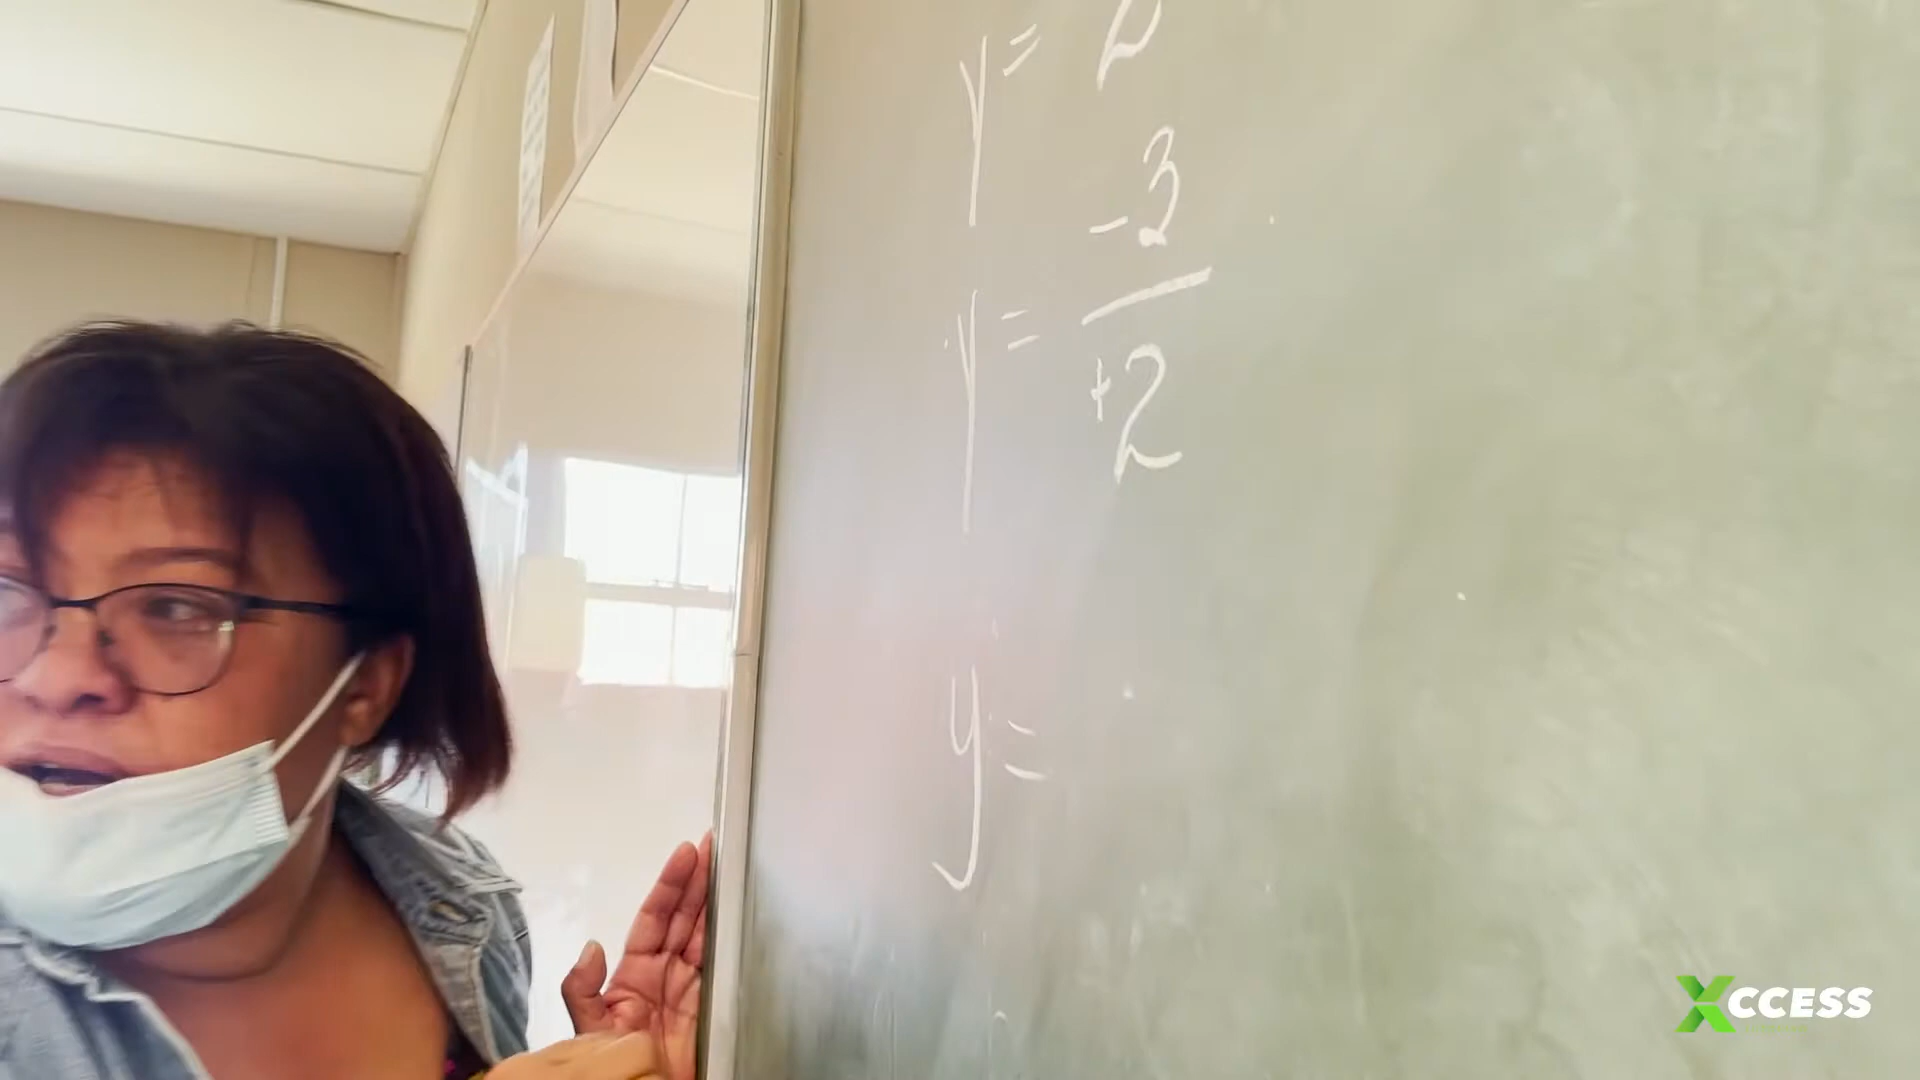 y =
y = -3
+2
y =
XCCESS